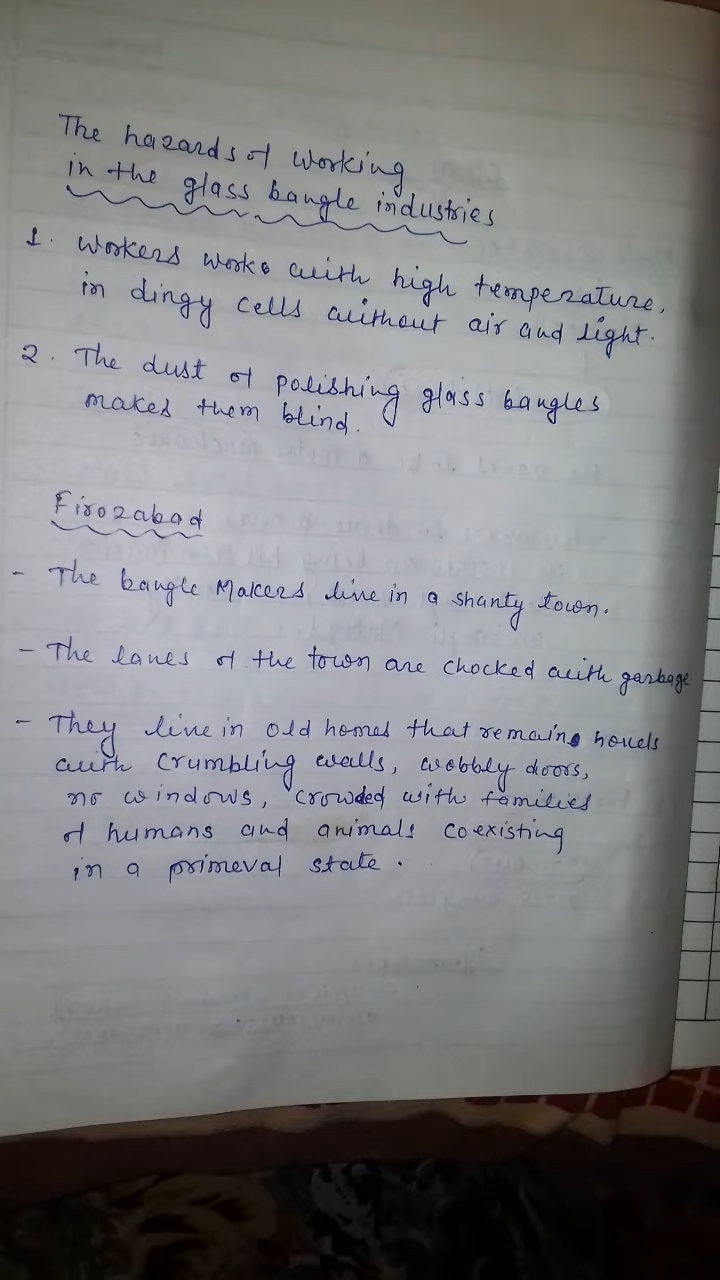 The hazards of working
in the glass bangle industries
1. Workers works with high temperature,
in dingy cells without air and light.
2. The dust of polishing glass bangles
makes them blind.
Firozabad
- The bangle Makers live in a shanty town.
- The lanes of the town are chocked with garbage
- They live in old homes that remains hovels
with crumbling walls, wobbly doors,
no windows, crowded with families
of humans and animals coexisting
in a primeval state.